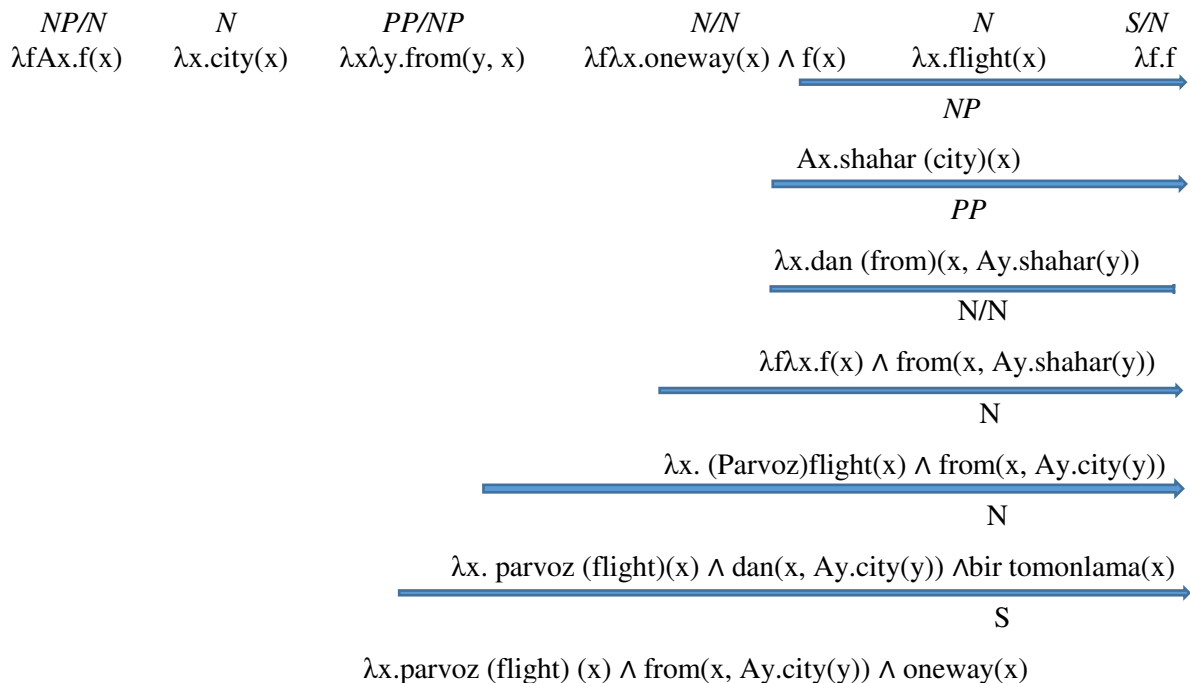 NP/N N PP/NP N/N N S/N
λfAx.f(x) λx.city(x) λxλy.from(y, x) λfλx.oneway(x) ∧ f(x) λx.flight(x) λf.f
NP
Ax.shahar (city)(x)
PP
λx.dan (from)(x, Ay.shahar(y))
N/N
λfλx.f(x) ∧ from(x, Ay.shahar(y))
N
λx. (Parvoz)flight(x) ∧ from(x, Ay.city(y))
N
λx. parvoz (flight)(x) ∧ dan(x, Ay.city(y)) ∧bir tomonlama(x)
S
λx.parvoz (flight) (x) ∧ from(x, Ay.city(y)) ∧ oneway(x)